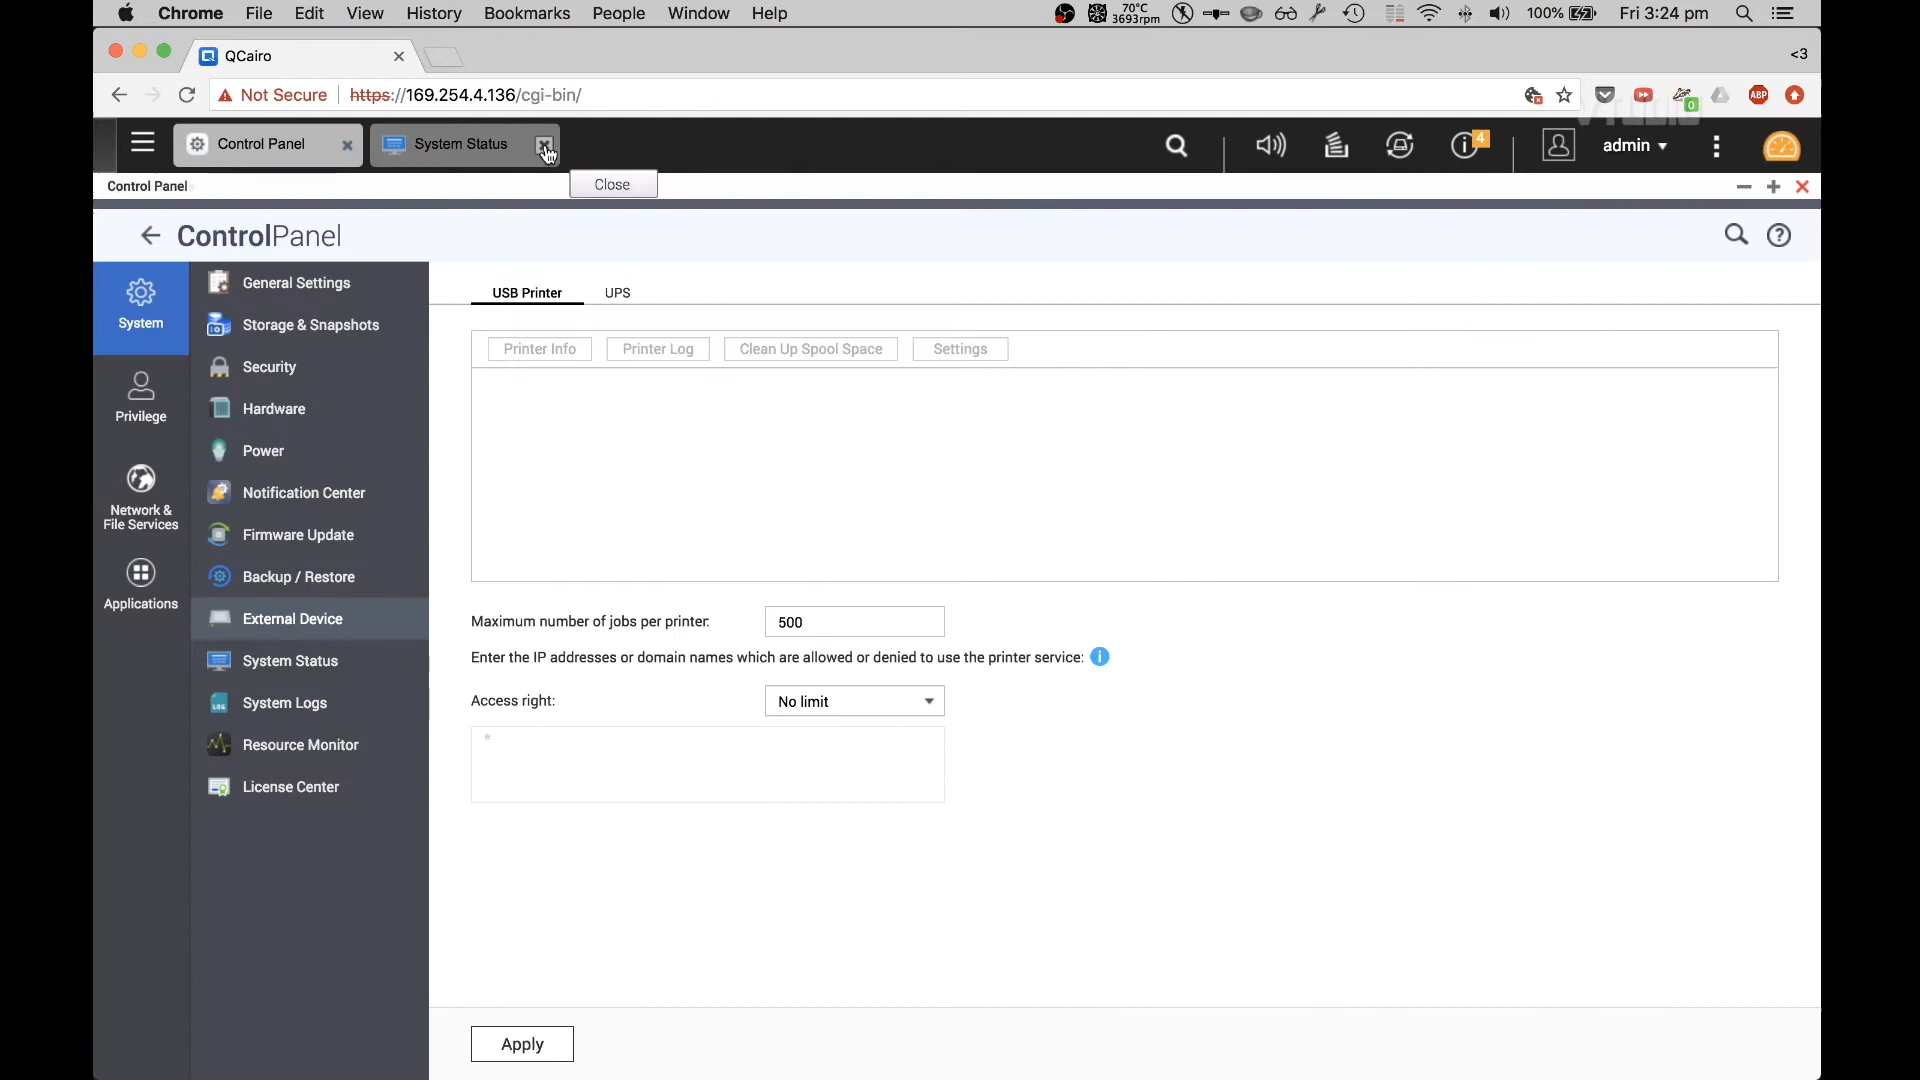 Chrome File Edit View History Bookmarks People Window Help 70°C 3693rpm 100% Fri 3:24 pm
QCairo <3
Not Secure https://169.254.4.136/cgi-bin/ 0 ABP
Control Panel System Status 4 admin
Close
Control Panel
ControlPanel
System
Privilege
Network &
File Services
Applications
General Settings
Storage & Snapshots
Security
Hardware
Power
Notification Center
Firmware Update
Backup / Restore
External Device
System Status
LOG System Logs
Resource Monitor
License Center
USB Printer UPS
Printer Info Printer Log Clean Up Spool Space Settings
Maximum number of jobs per printer: 500
Enter the IP addresses or domain names which are allowed or denied to use the printer service:
Access right: No limit
*
Apply